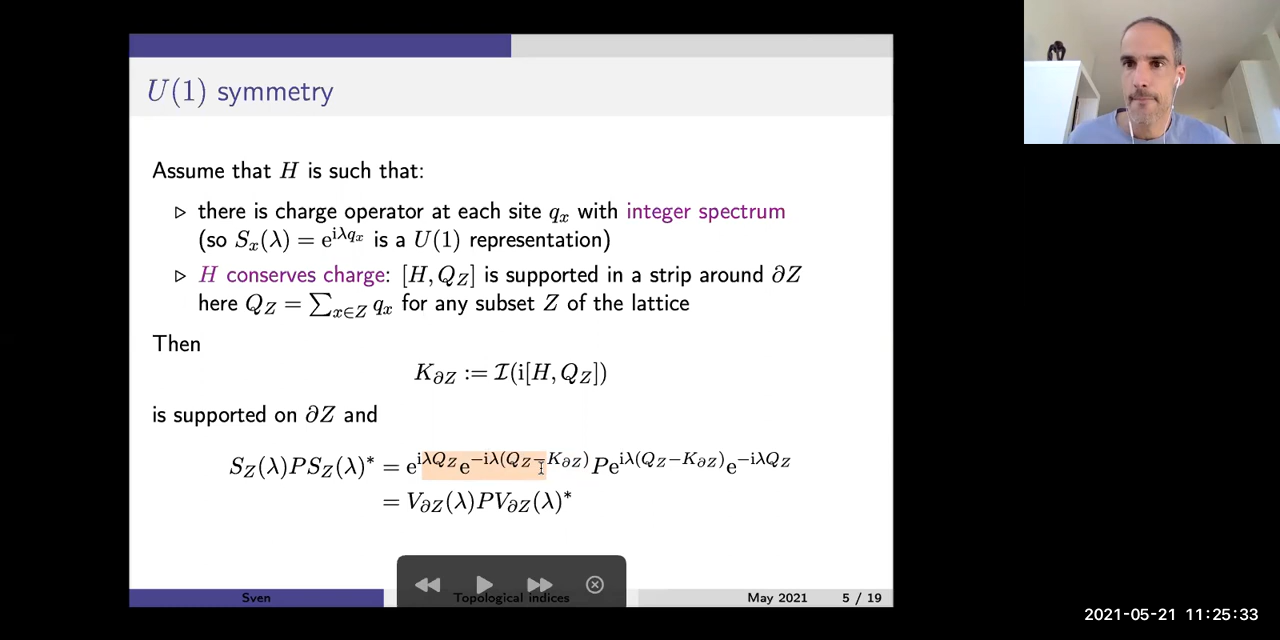 U(1) symmetry
Assume that H is such that:
▷ there is charge operator at each site q_x with integer spectrum
(so S_x(λ) = e^{iλq_x} is a U(1) representation)
▷ H conserves charge: [H, Q_Z] is supported in a strip around ∂Z
here Q_Z = ∑_{x∈Z} q_x for any subset Z of the lattice
Then
K_{∂Z} := ℐ(i[H, Q_Z])
is supported on ∂Z and
S_Z(λ)PS_Z(λ)* = e^{iλQ_Z}e^{−iλ(Q_Z−K_{∂Z})}Pe^{iλ(Q_Z−K_{∂Z})}e^{−iλQ_Z}
= V_{∂Z}(λ)PV_{∂Z}(λ)*
Sven Topological indices May 2021 5 / 19
2021-05-21 11:25:33